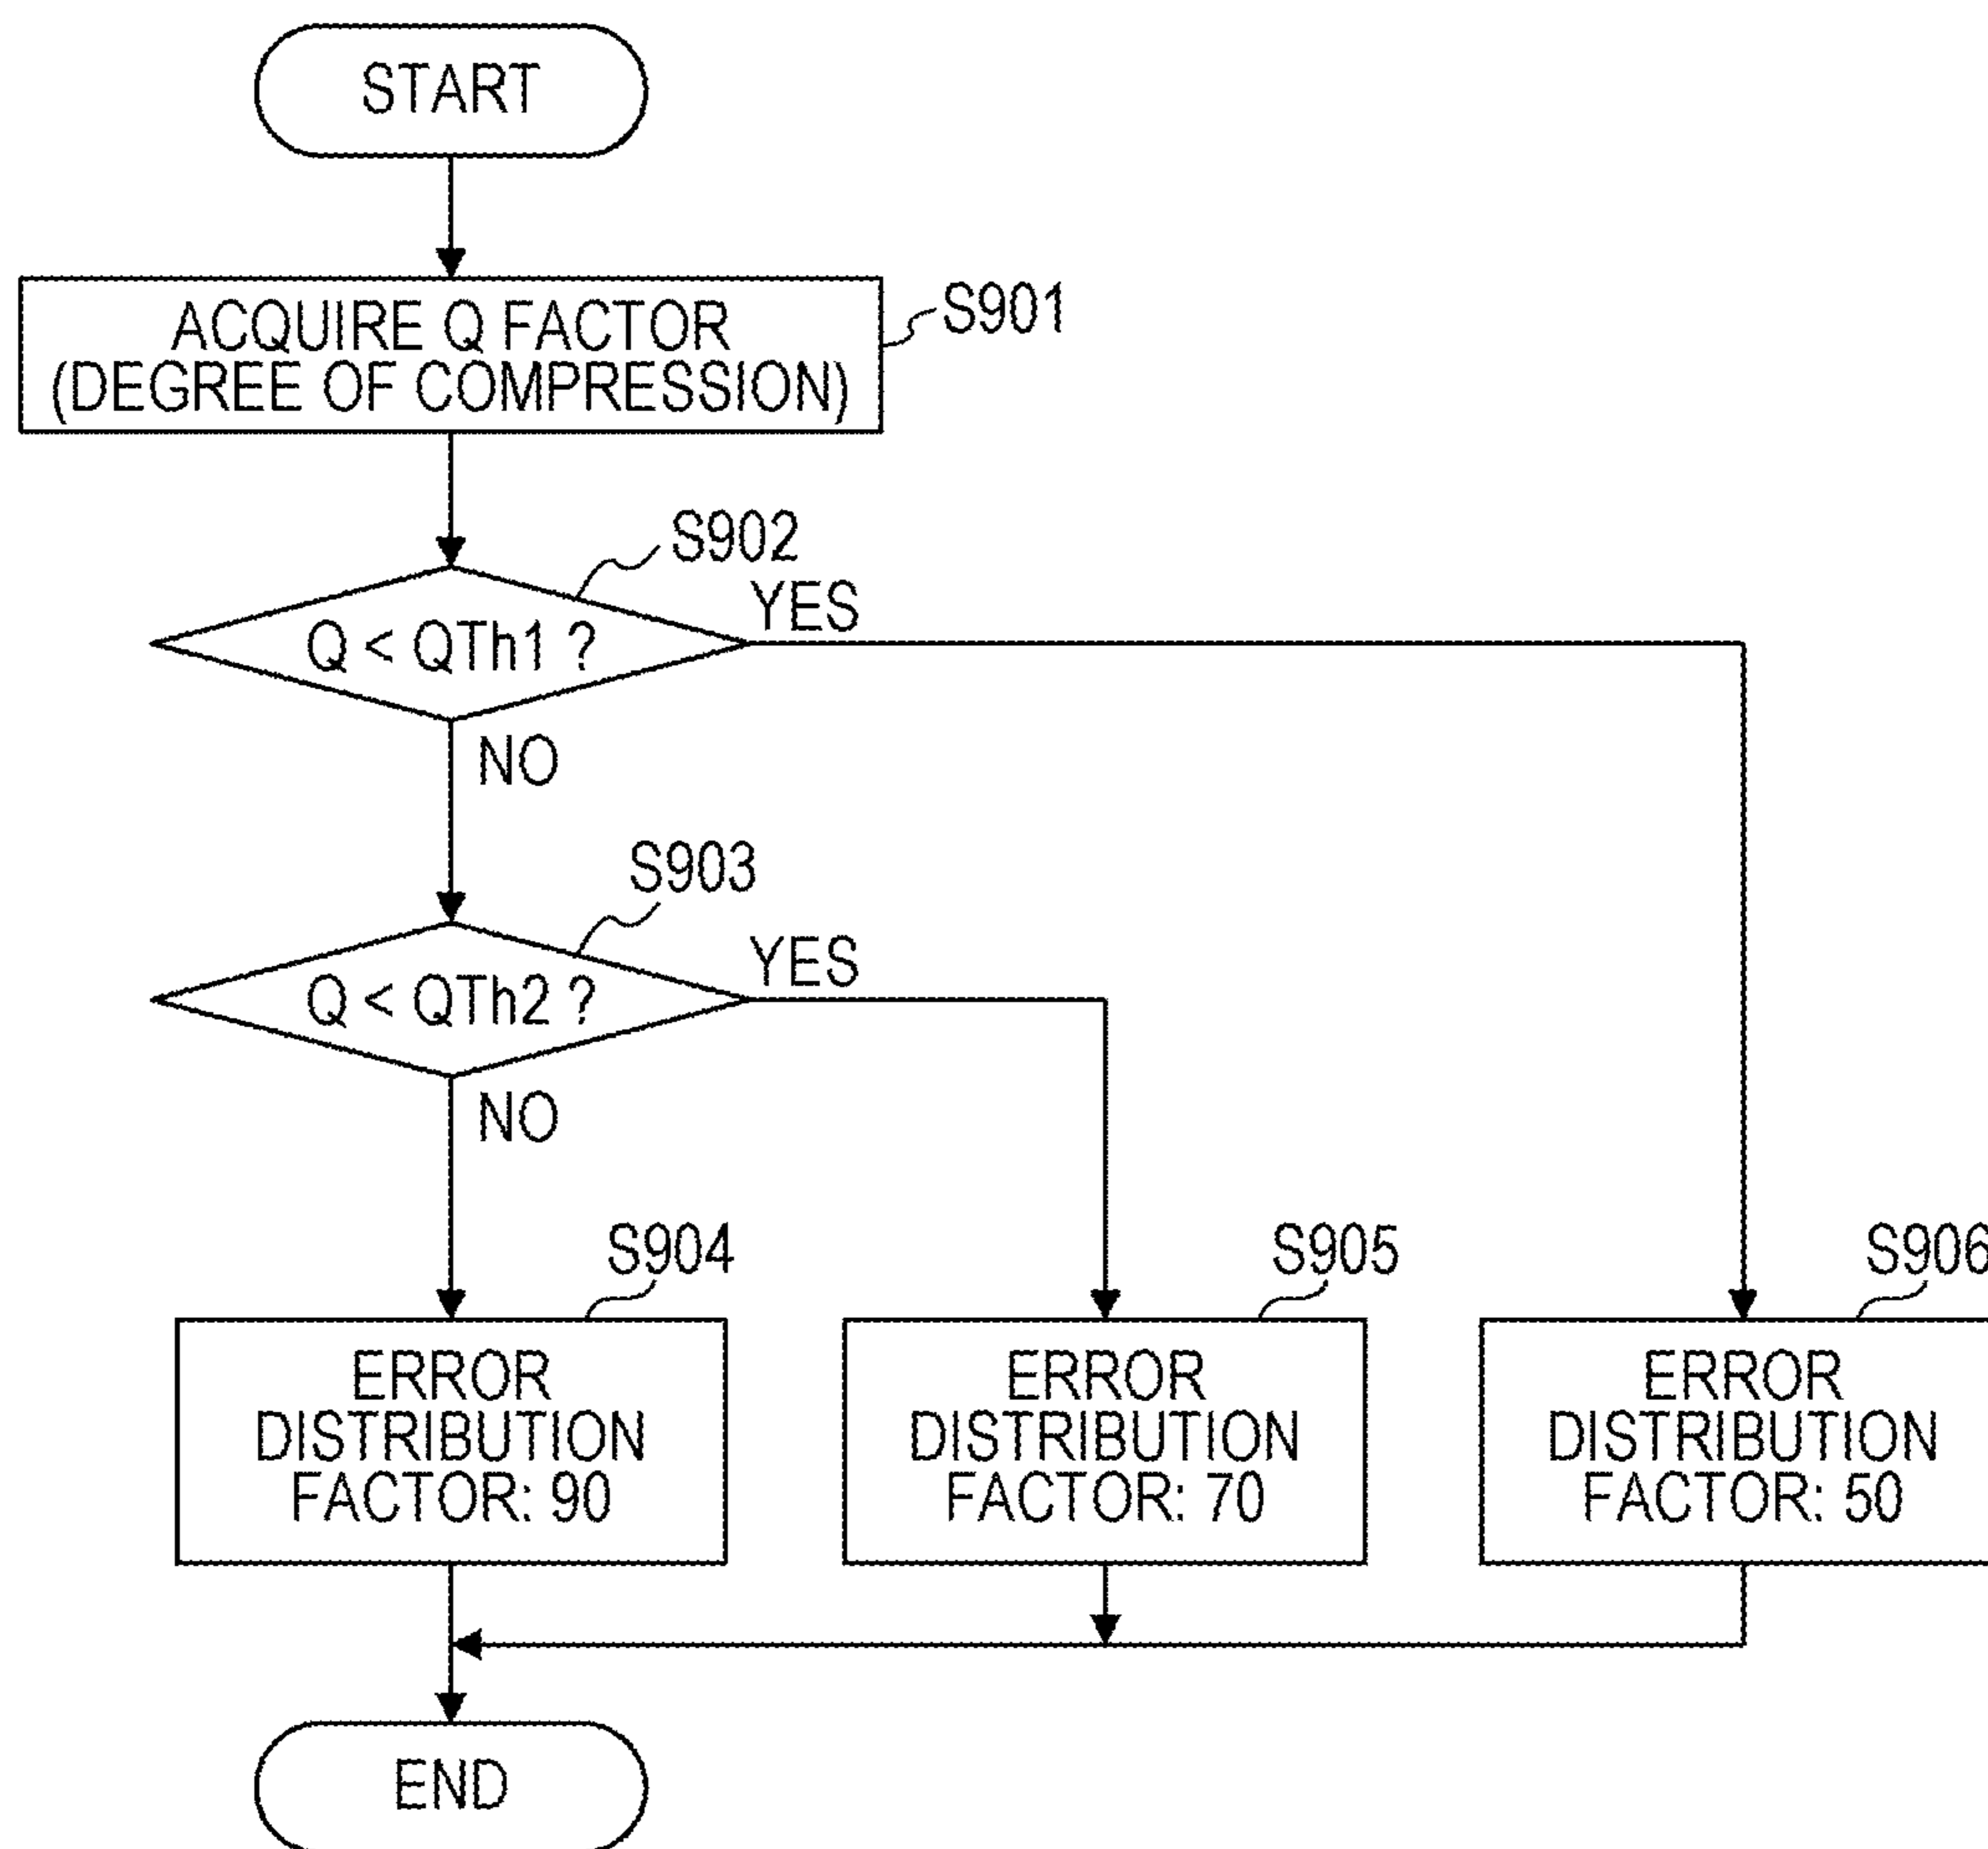 START
ACQUIRE Q FACTOR
(DEGREE OF COMPRESSION)
S901
S902
Q < QTh1 ?
YES
NO
S903
Q < QTh2 ?
YES
NO
S904
ERROR
DISTRIBUTION
FACTOR: 90
S905
ERROR
DISTRIBUTION
FACTOR: 70
S906
ERROR
DISTRIBUTION
FACTOR: 50
END